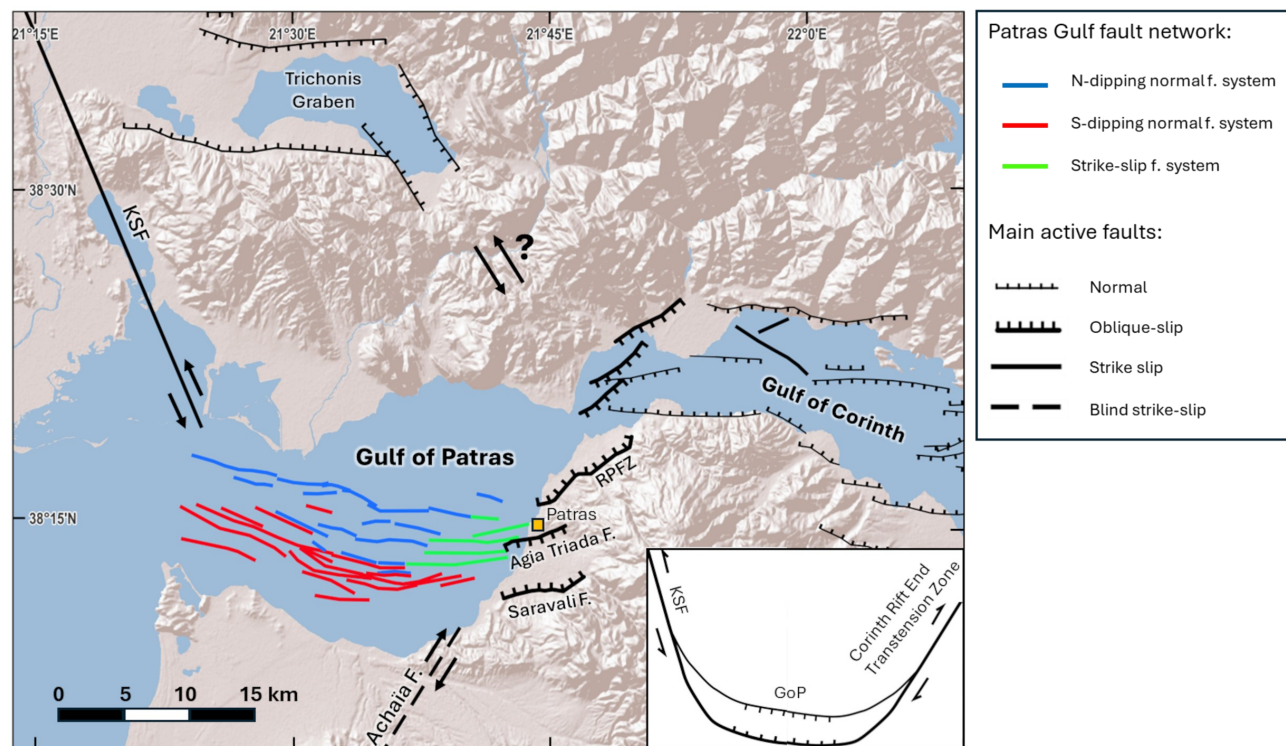 21°15'E
21°30'E
21°45'E
22°0'E
Trichonis
Graben
38°30'N
KSF
?
Gulf of Corinth
Gulf of Patras
RPFZ
38°15'N
Patras
Agia Triada F.
Saravali F.
Achaïa F.
0 5 10 15 km
KSF
GoP
Corinth Rift End
Transtension Zone
Patras Gulf fault network:
N-dipping normal f. system
S-dipping normal f. system
Strike-slip f. system
Main active faults:
Normal
Oblique-slip
Strike slip
Blind strike-slip